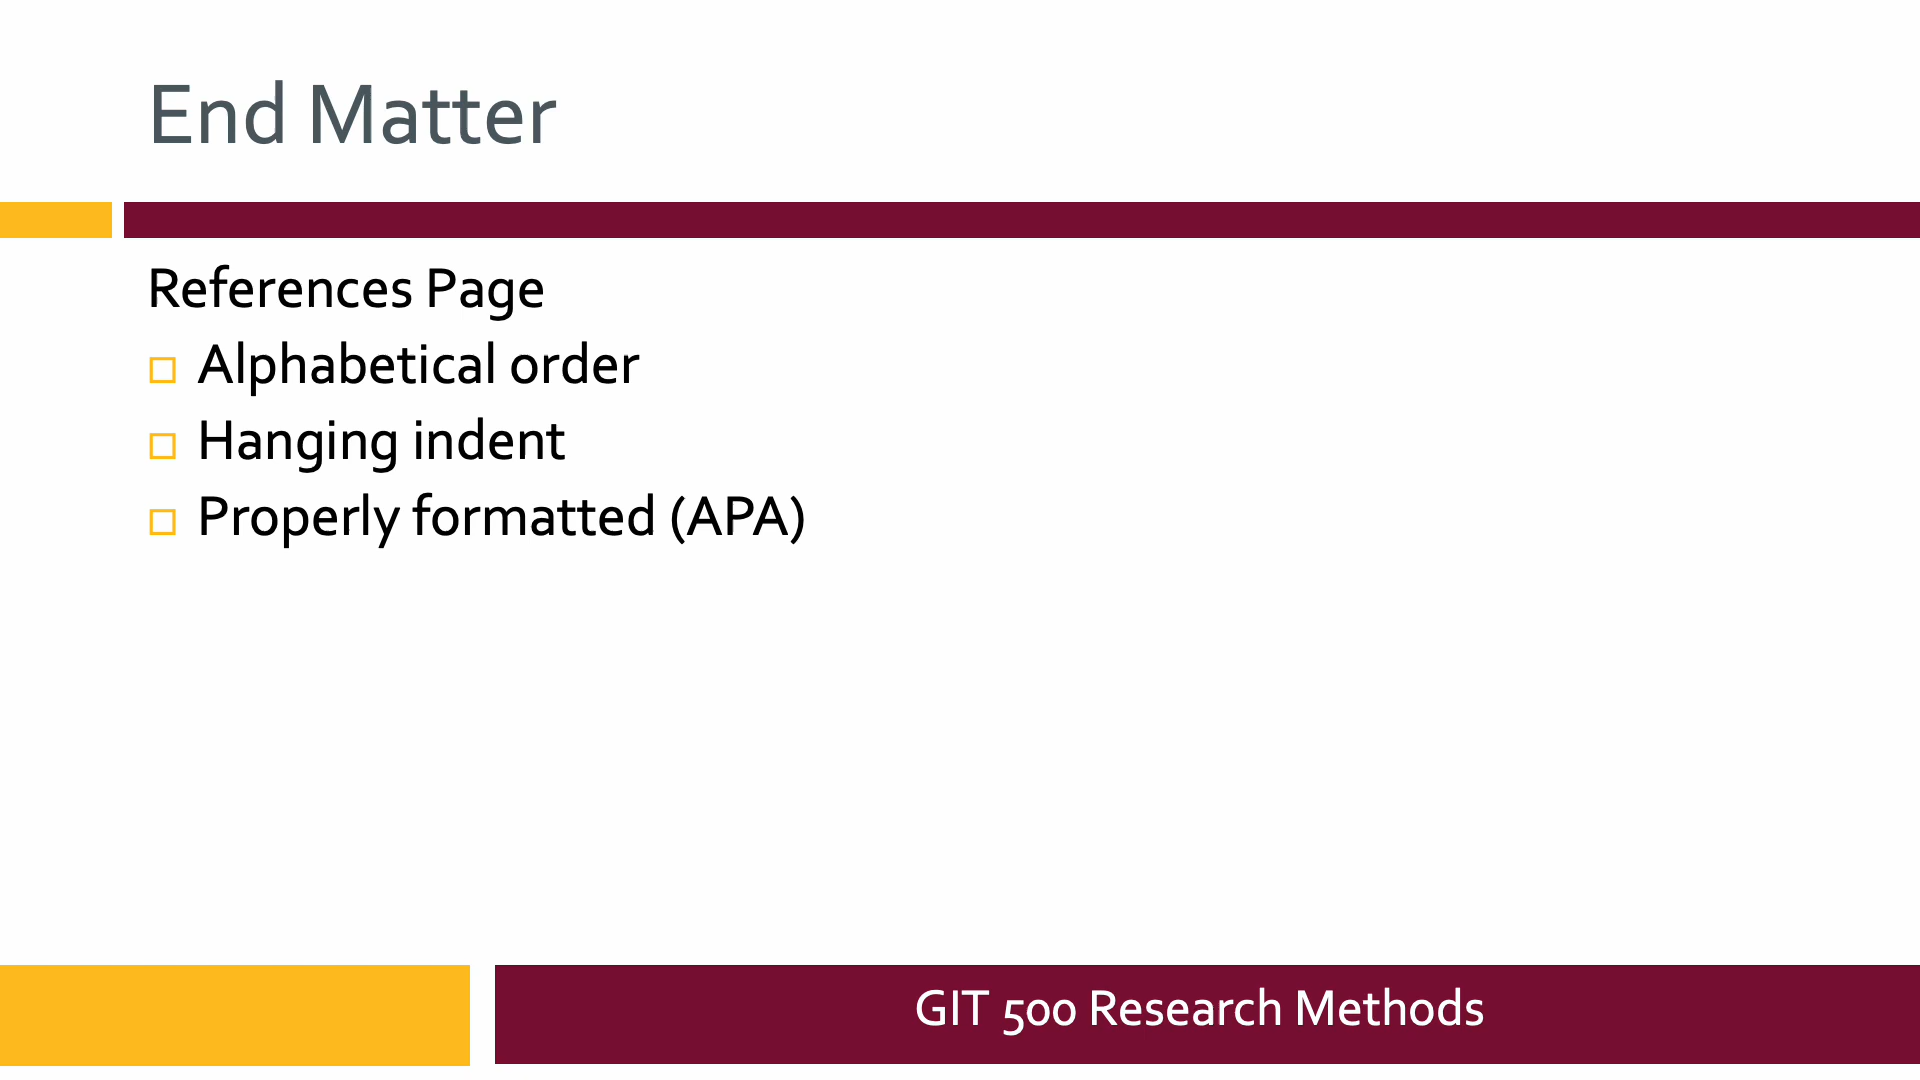 End Matter
References Page
Alphabetical order
Hanging indent
Properly formatted (APA)
GIT 500 Research Methods